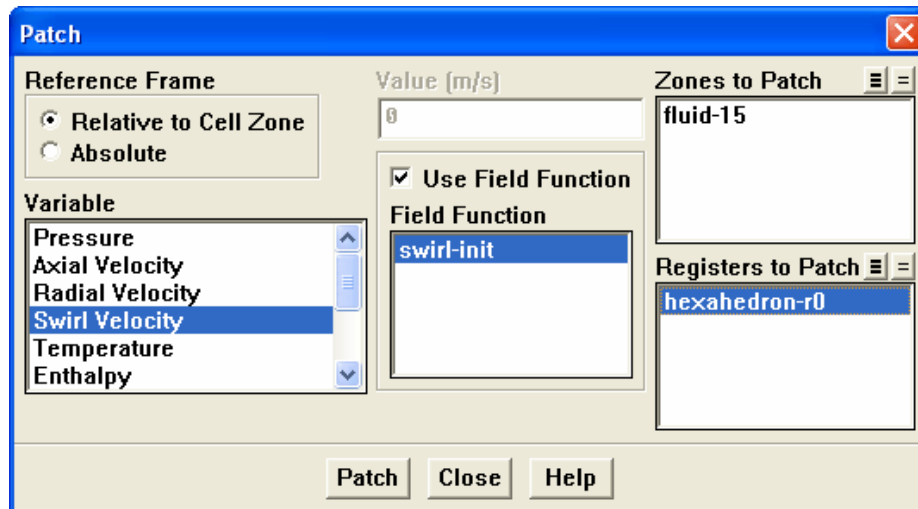 Patch
Reference Frame
Relative to Cell Zone
Absolute
Variable
Pressure
Axial Velocity
Radial Velocity
Swirl Velocity
Temperature
Enthalpy
Value (m/s)
0
Use Field Function
Field Function
swirl-init
Zones to Patch
fluid-15
Registers to Patch
hexahedron-r0
Patch Close Help